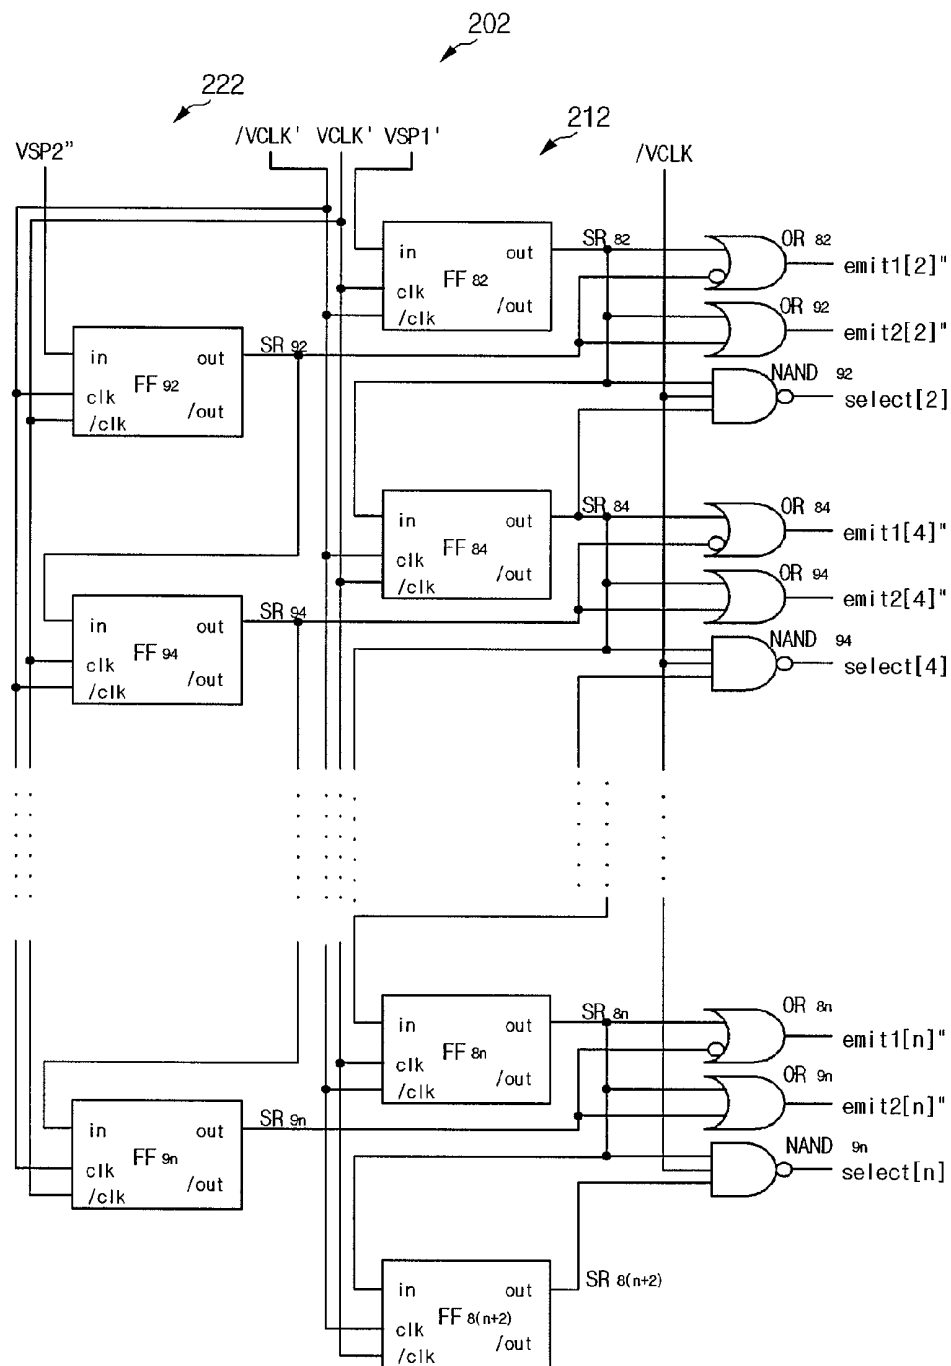 202
222
/VCLK' VCLK' VSP1'
212
VSP2"
/VCLK
in out
FF 82
clk
/out
/clk
SR 82
OR 82
emit1[2]"
OR 92
emit2[2]"
NAND 92
select[2]
in out
FF 92
clk
/out
/clk
SR 92
in out
FF 84
clk
/out
/clk
SR 84
OR 84
emit1[4]"
OR 94
emit2[4]"
NAND 94
select[4]
in out
FF 94
clk
/out
/clk
SR 94
in out
FF 8n
clk
/out
/clk
SR 8n
OR 8n
emit1[n]"
OR 9n
emit2[n]"
NAND 9n
select[n]
in out
FF 9n
clk
/out
/clk
SR 9n
in out
FF 8(n+2)
clk
/out
/clk
SR 8(n+2)